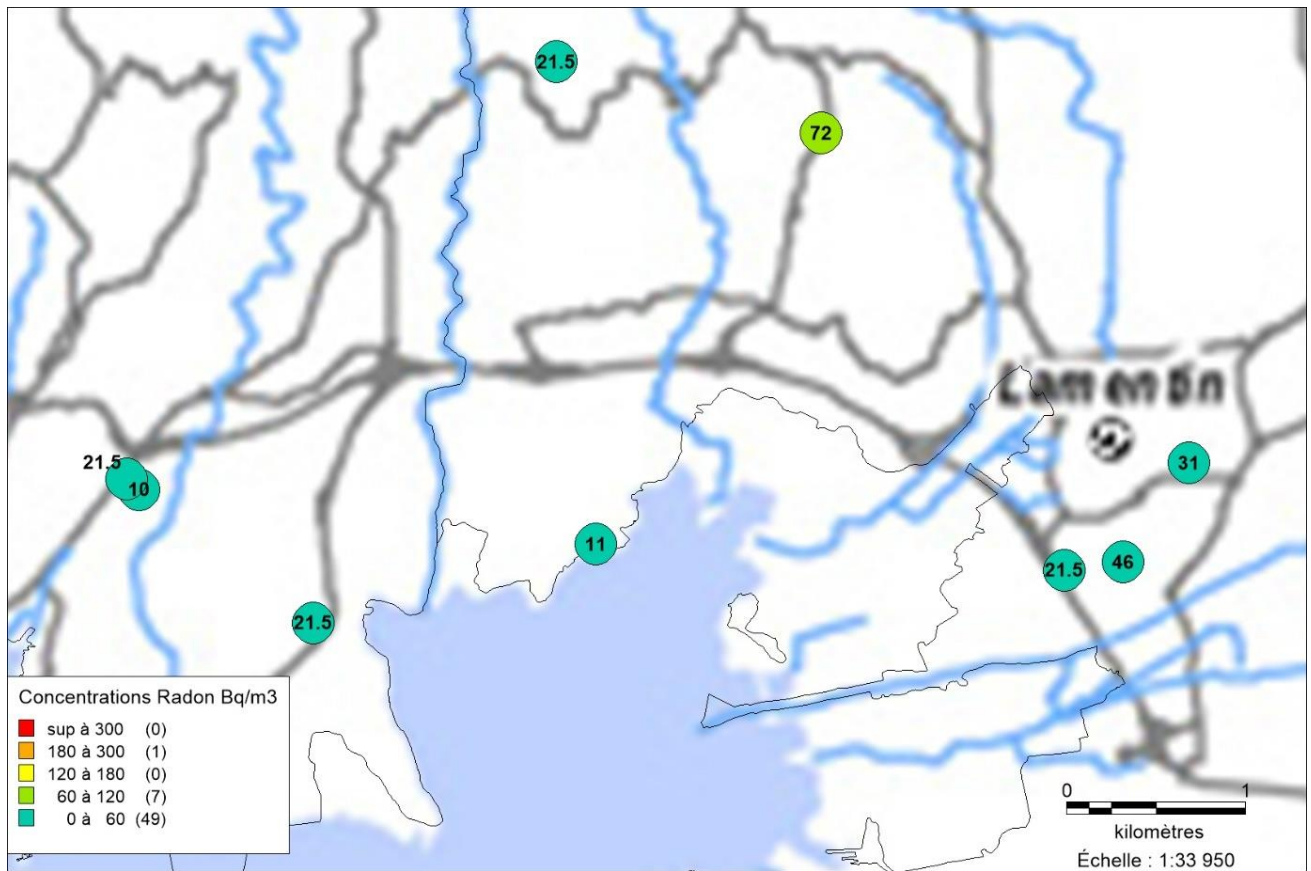 21.5
72
Lamentin
21.5
10
31
11
21.5
46
21.5
Concentrations Radon Bq/m3
sup à 300 (0)
180 à 300 (1)
120 à 180 (0)
60 à 120 (7)
0 à 60 (49)
0 1
kilomètres
Échelle : 1:33 950